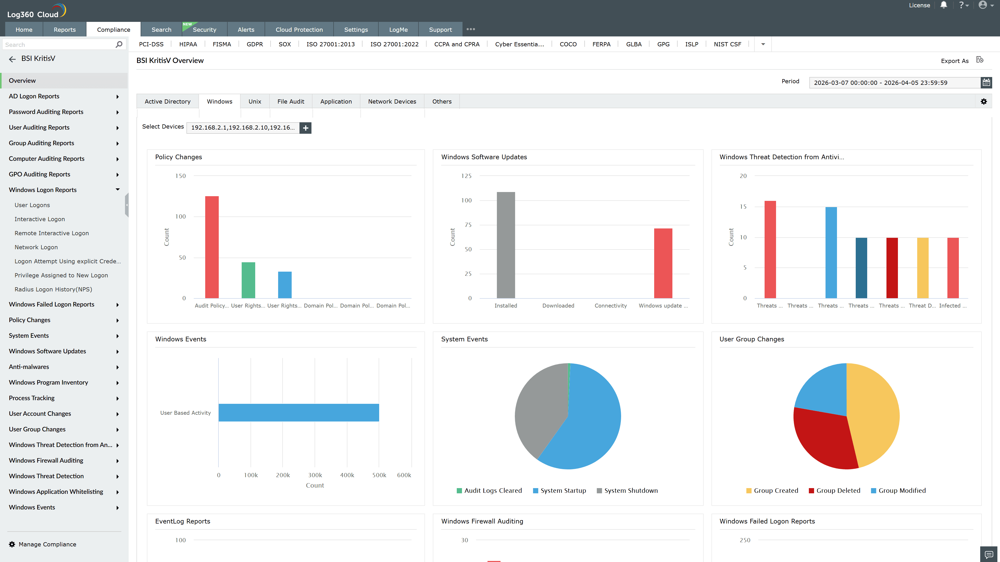 Log360 Cloud
License
?
Home
Reports
Compliance
Search
NEW
Security
Alerts
Cloud Protection
Settings
LogMe
Support
Search
PCI-DSS
HIPAA
FISMA
GDPR
SOX
ISO 27001:2013
ISO 27001:2022
CCPA and CPRA
Cyber Essentia...
COCO
FERPA
GLBA
GPG
ISLP
NIST CSF
BSI KritisV
Overview
AD Logon Reports
Password Auditing Reports
User Auditing Reports
Group Auditing Reports
Computer Auditing Reports
GPO Auditing Reports
Windows Logon Reports
User Logons
Interactive Logon
Remote Interactive Logon
Network Logon
Logon Attempt Using explicit Crede...
Privilege Assigned to New Logon
Radius Logon History(NPS)
Windows Failed Logon Reports
Policy Changes
System Events
Windows Software Updates
Anti-malwares
Windows Program Inventory
Process Tracking
User Account Changes
User Group Changes
Windows Threat Detection from An...
Windows Firewall Auditing
Windows Threat Detection
Windows Application Whitelisting
Windows Events
Manage Compliance
BSI KritisV Overview
Export As
Period
2026-03-07 00:00:00 - 2026-04-05 23:59:59
Active Directory
Windows
Unix
File Audit
Application
Network Devices
Others
Select Devices
192.168.2.1,192.168.2.10,192.16...
Policy Changes
150
100
50
0
Count
Audit Policy...
User Rights...
User Rights...
Domain Pol...
Domain Pol...
Domain Pol...
Windows Software Updates
125
100
75
50
25
0
Count
Installed
Downloaded
Connectivity
Windows update ...
Windows Threat Detection from Antivi...
20
15
10
5
0
Count
Threats ...
Threats ...
Threats ...
Threats ...
Threats ...
Threat D...
Infected ...
Windows Events
User Based Activity
0
100k
200k
300k
400k
500k
600k
Count
System Events
Audit Logs Cleared
System Startup
System Shutdown
User Group Changes
Group Created
Group Deleted
Group Modified
EventLog Reports
100
Windows Firewall Auditing
30
Windows Failed Logon Reports
250